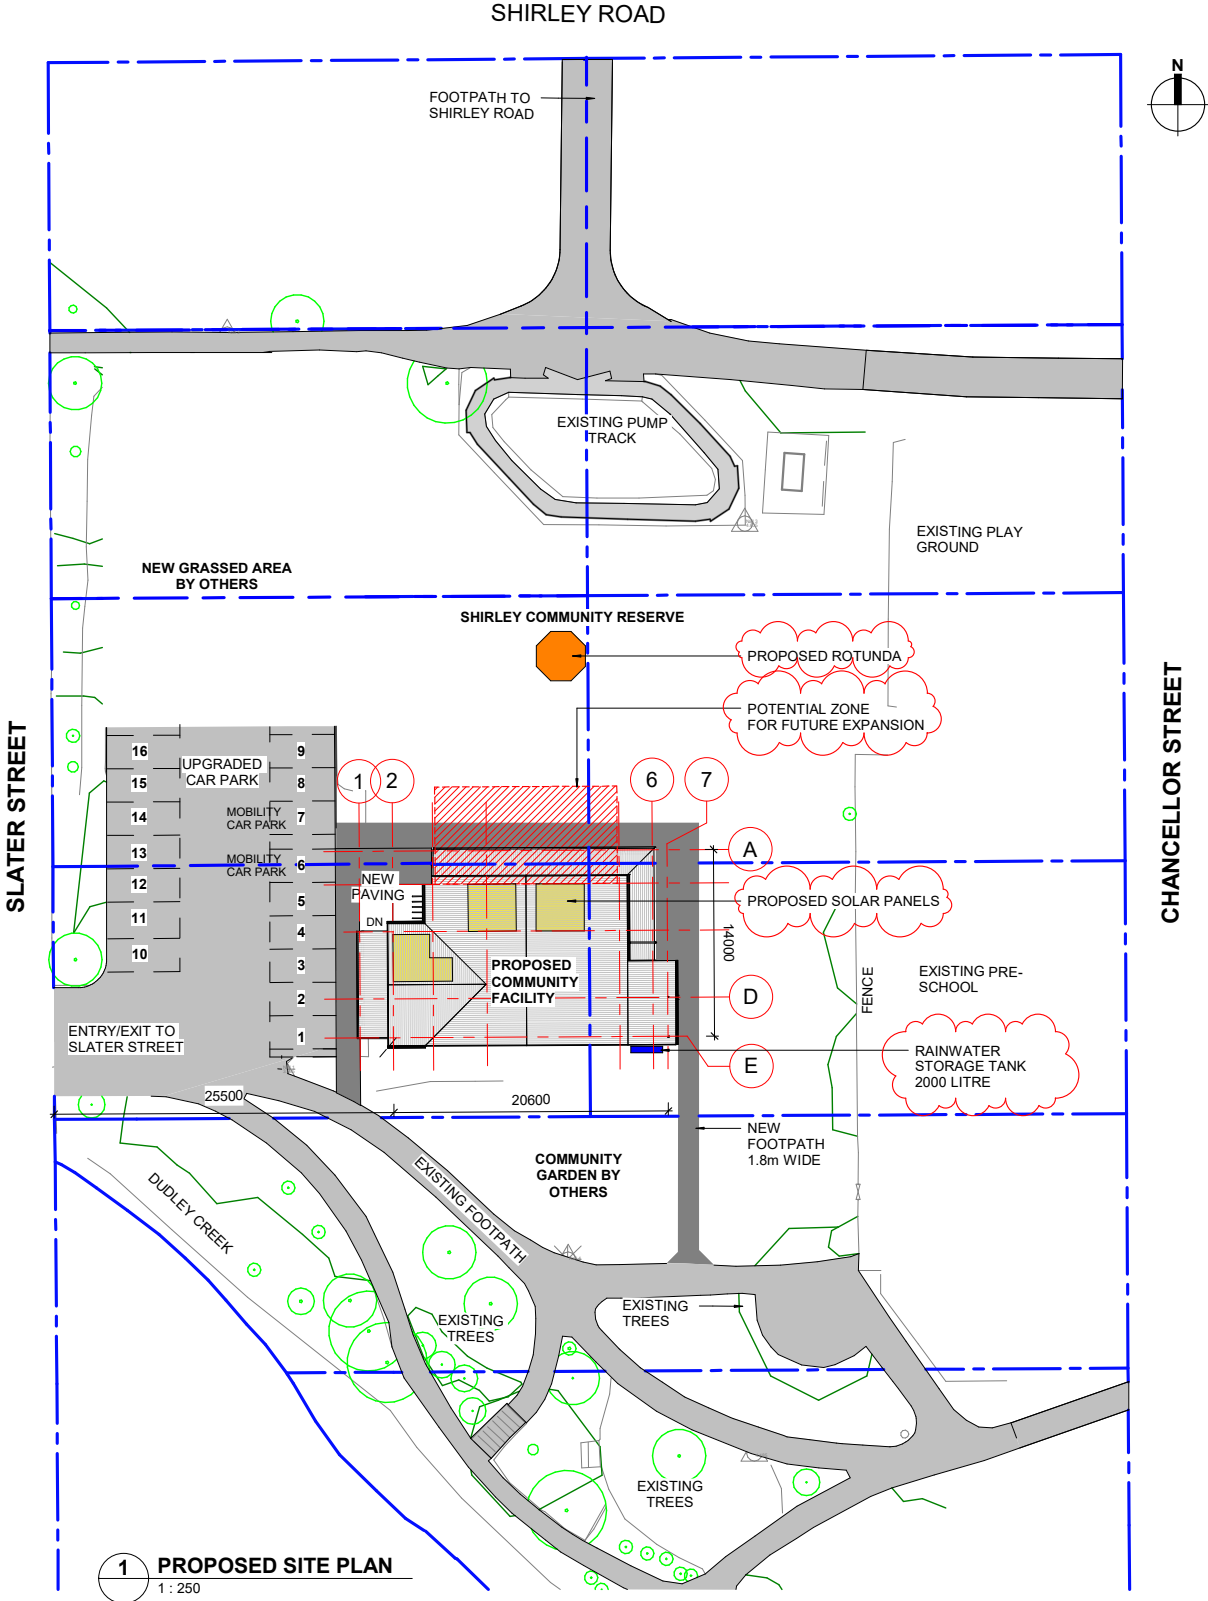 SHIRLEY ROAD
N
FOOTPATH TO
SHIRLEY ROAD
EXISTING PUMP
TRACK
EXISTING PLAY
GROUND
NEW GRASSED AREA
BY OTHERS
SHIRLEY COMMUNITY RESERVE
PROPOSED ROTUNDA
POTENTIAL ZONE
FOR FUTURE EXPANSION
SLATER STREET
CHANCELLOR STREET
16
15
14
13
12
11
10
UPGRADED
CAR PARK
MOBILITY
CAR PARK
MOBILITY
CAR PARK
9
8
7
6
5
4
3
2
1
1
2
6
7
A
D
E
NEW
PAVING
DN
PROPOSED SOLAR PANELS
14000
PROPOSED
COMMUNITY
FACILITY
FENCE
EXISTING PRE-
SCHOOL
ENTRY/EXIT TO
SLATER STREET
RAINWATER
STORAGE TANK
2000 LITRE
25500
20600
NEW
FOOTPATH
1.8m WIDE
COMMUNITY
GARDEN BY
OTHERS
DUDLEY CREEK
EXISTING FOOTPATH
EXISTING
TREES
EXISTING
TREES
EXISTING
TREES
1
PROPOSED SITE PLAN
1 : 250